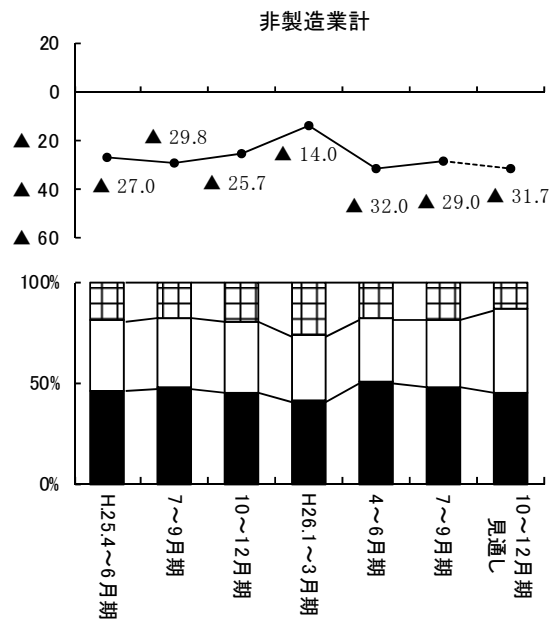 非製造業計
20
0
▲ 20
▲ 40
▲ 60
▲ 27.0
▲ 29.8
▲ 25.7
▲ 14.0
▲ 32.0
▲ 29.0
▲ 31.7
100%
50%
0%
H.25.4～6月期
7～9月期
10～12月期
H26.1～3月期
4～6月期
7～9月期
10～12月期
見通し